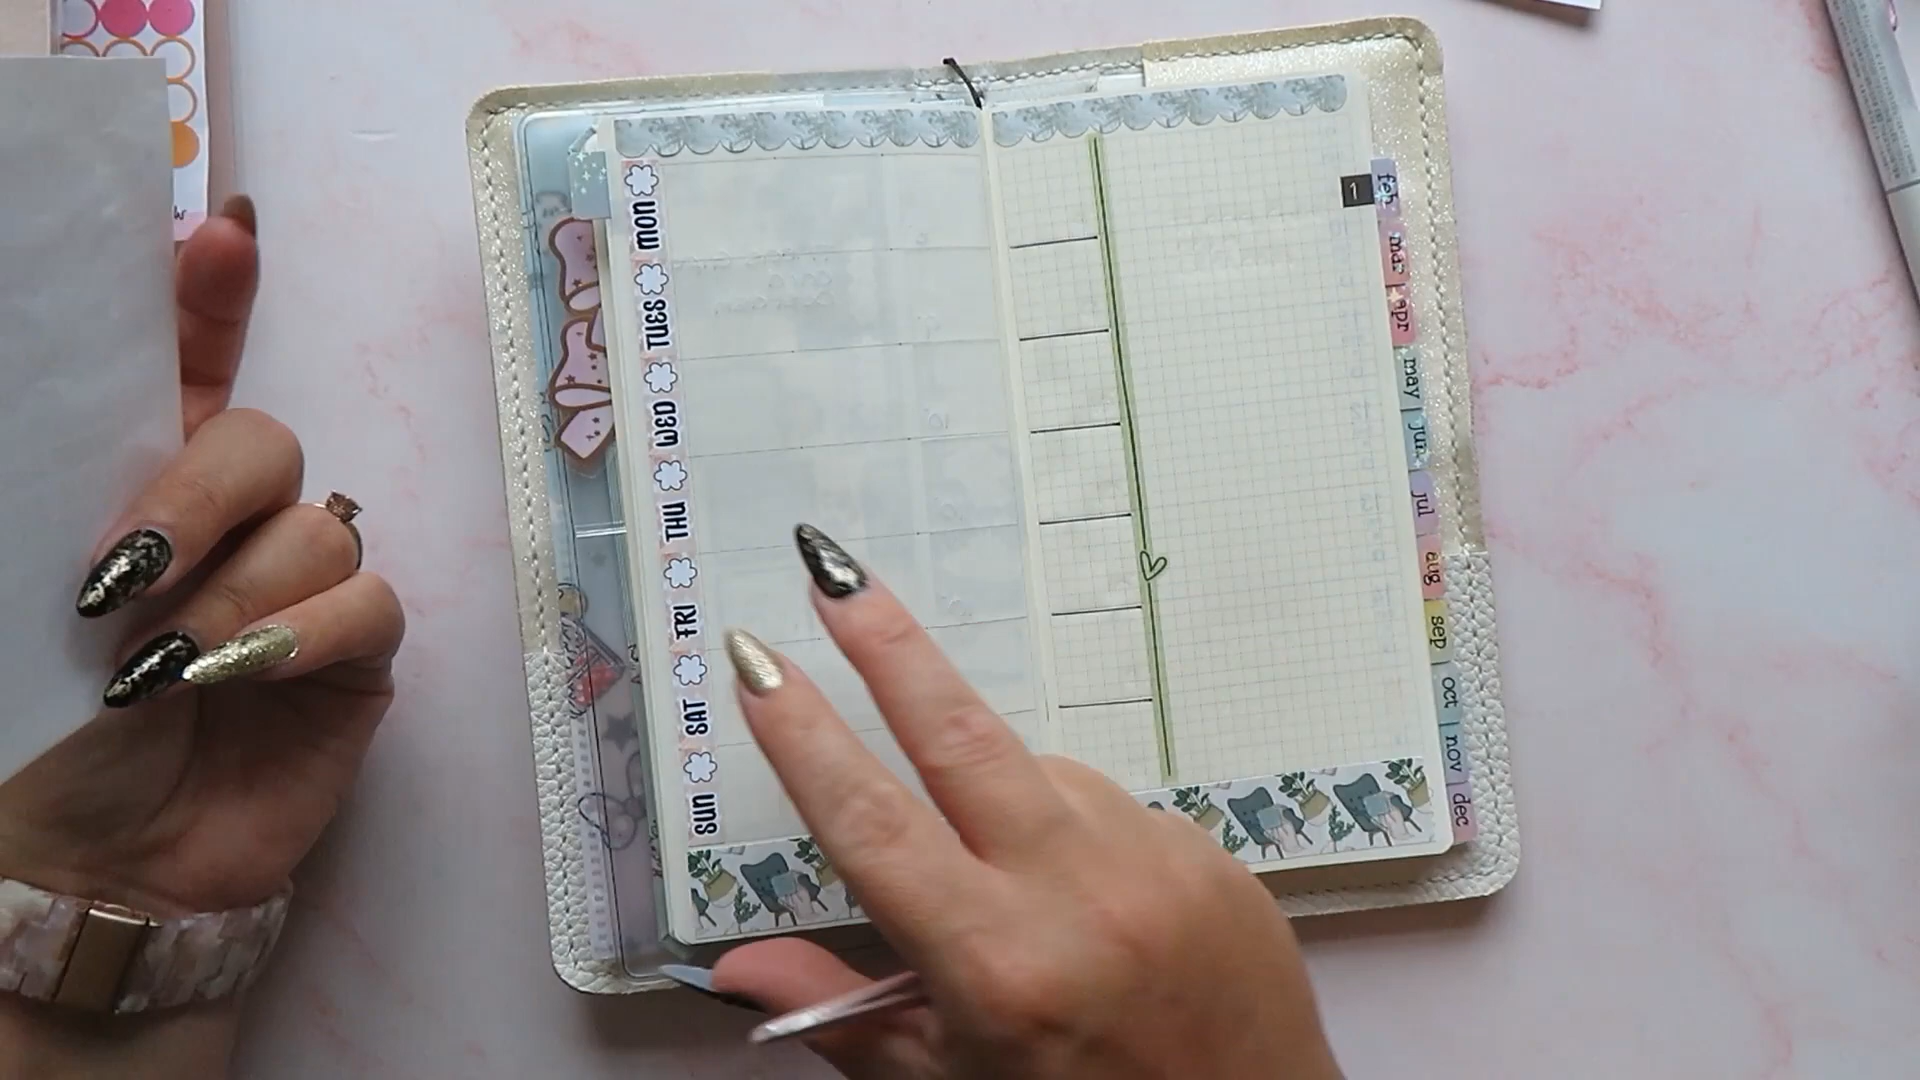 MON
TUES
WED
THU
FRI
SAT
SUN
1
feb
mar
apr
may
jun
jul
aug
sep
oct
nov
dec